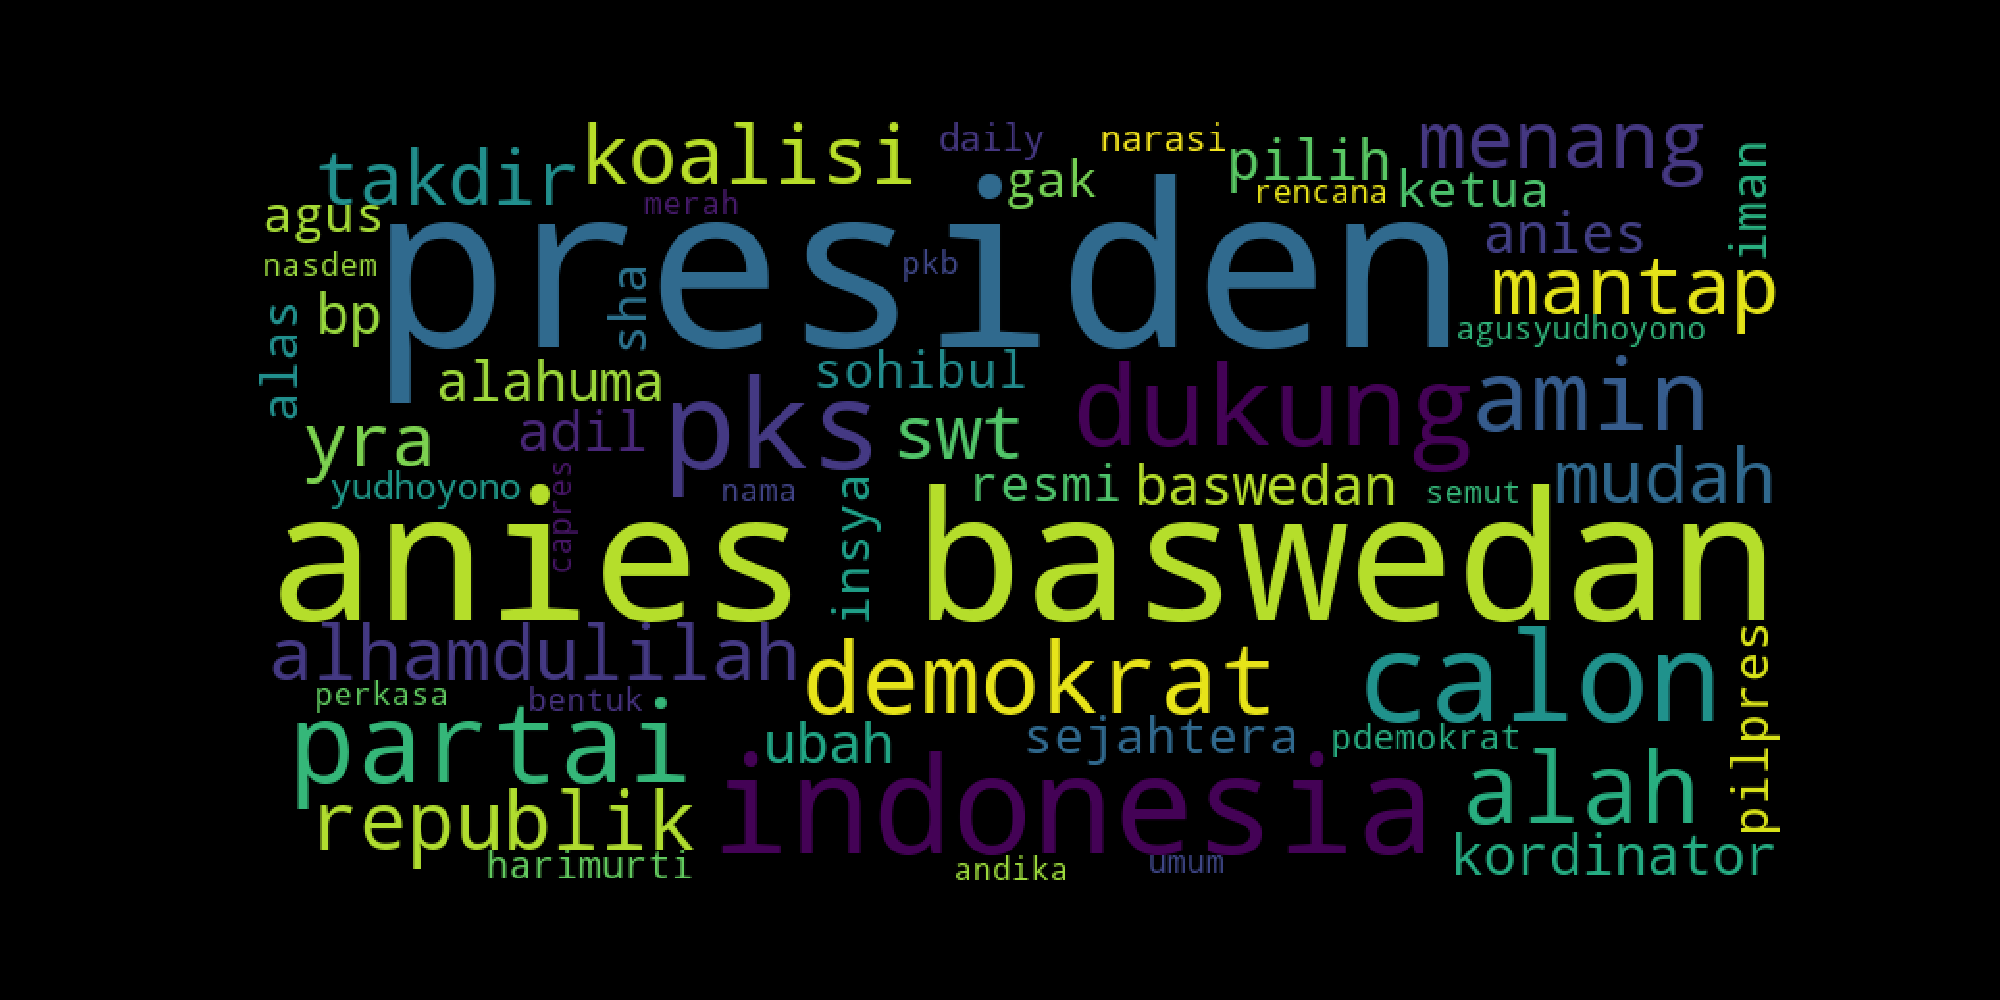 daily
narasi
menang
koalisi
pilih
takdir
gak
rencana
ketua
iman
merah
agus
presiden
anies
nasdem
pkb
mantap
sha
bp
agusyudhoyono
alas
alahuma
sohibul
dukung
amin
pks
adil
swt
yra
mudah
yudhoyono
capres
nama
insya
resmi
baswedan
semut
anies baswedan
alhamdulilah
demokrat
calon
pilpres
perkasa
bentuk
partai
ubah
sejahtera
pdemokrat
republik
indonesia
alah
harimurti
andika
umum
kordinator